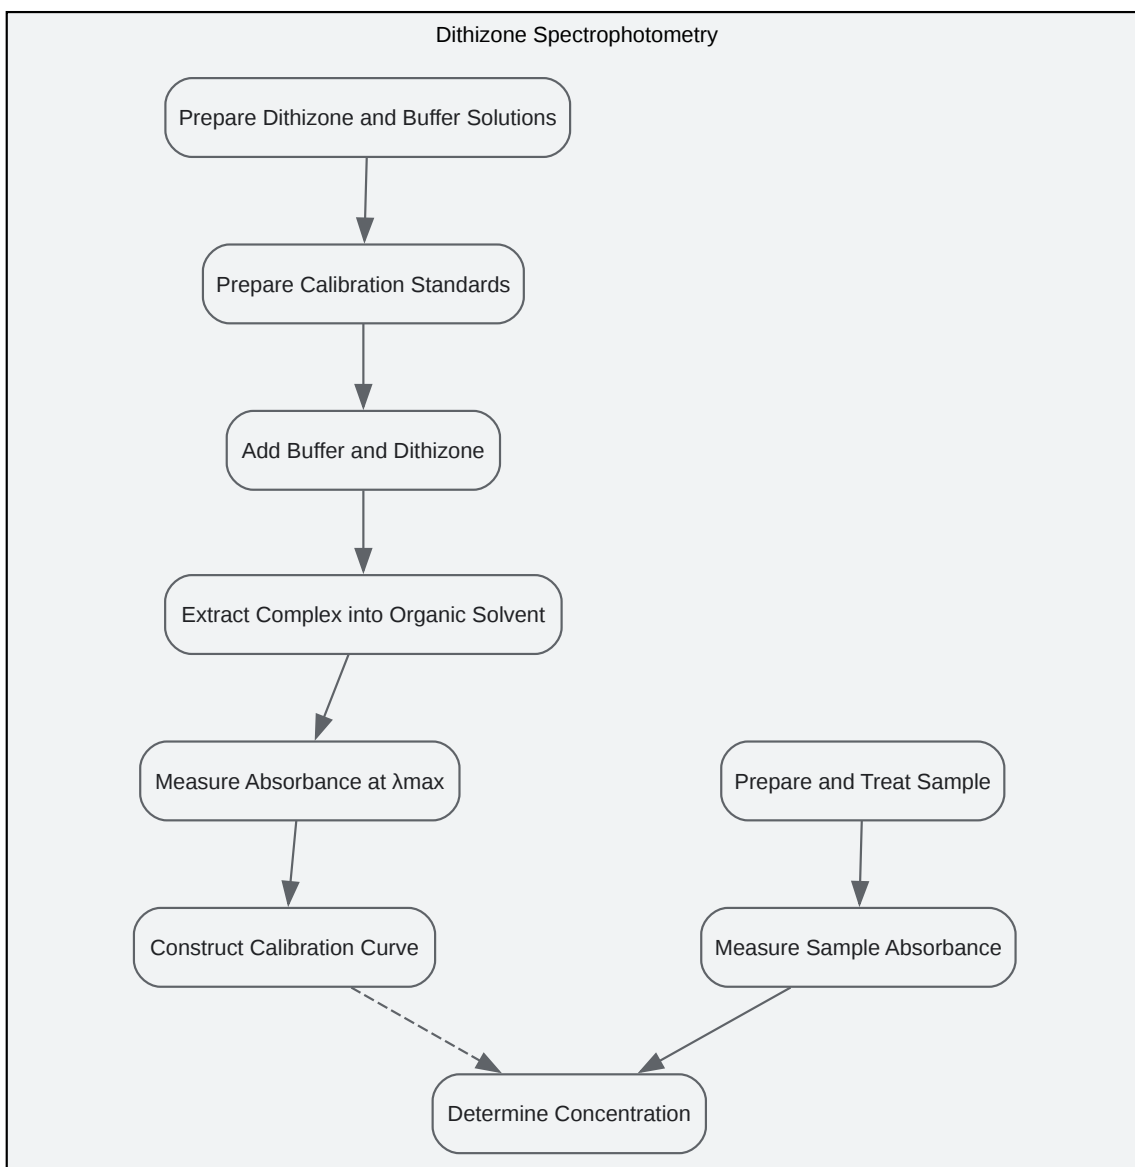 Dithizone Spectrophotometry
Prepare Dithizone and Buffer Solutions
Prepare Calibration Standards
Add Buffer and Dithizone
Extract Complex into Organic Solvent
Measure Absorbance at λmax
Prepare and Treat Sample
Construct Calibration Curve
Measure Sample Absorbance
Determine Concentration